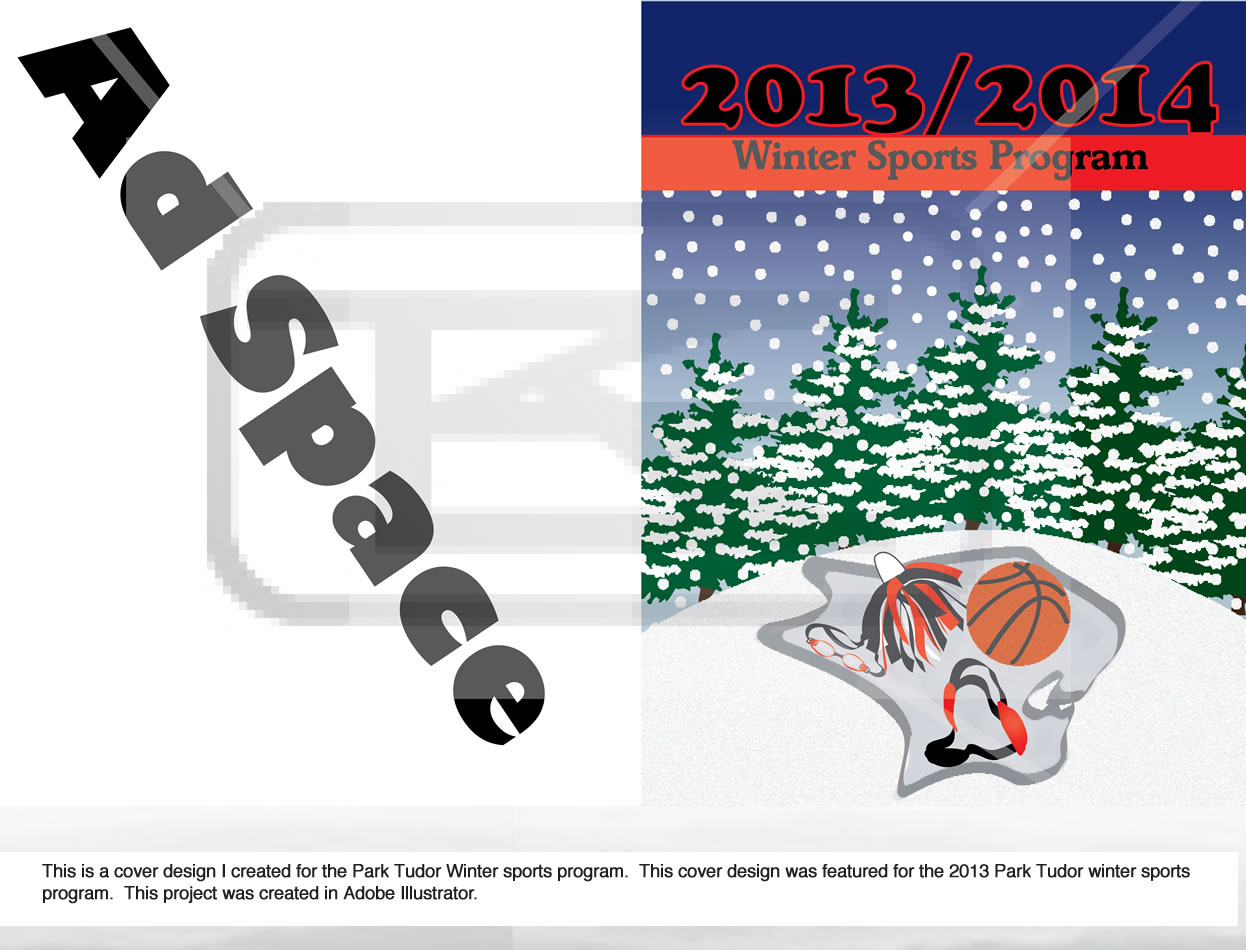 Ad Space
2013/2014
Winter Sports Program
This is a cover design I created for the Park Tudor Winter sports program.  This cover design was featured for the 2013 Park Tudor winter sports
program.  This project was created in Adobe Illustrator.